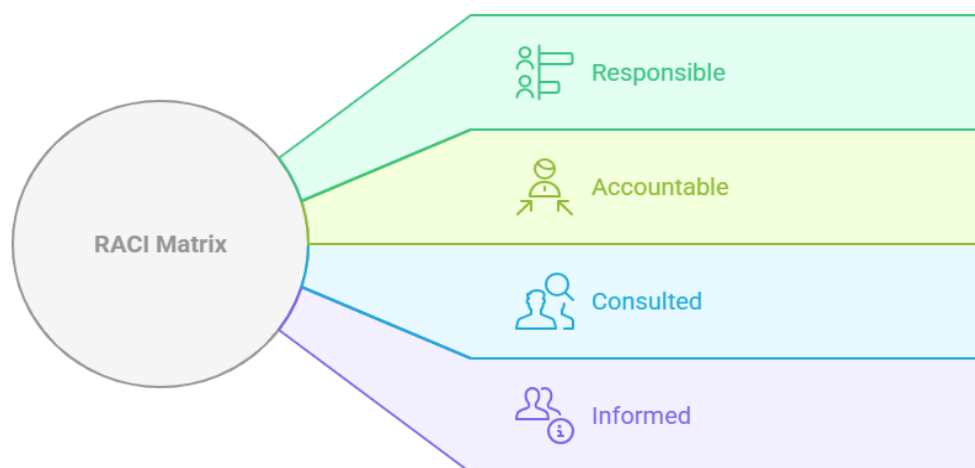 RACI Matrix
Responsible
Accountable
Consulted
Informed